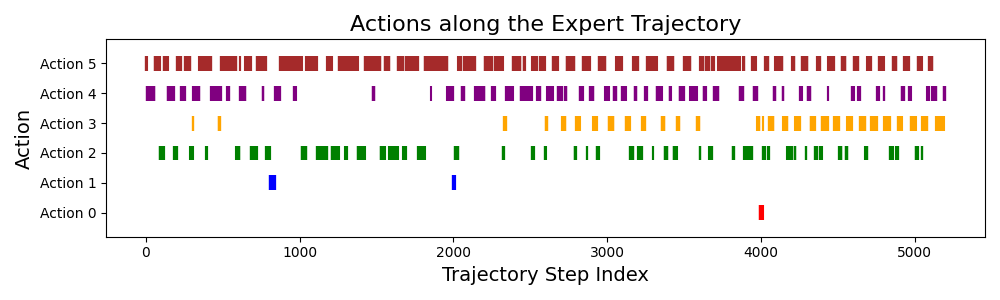 Actions along the Expert Trajectory
Action
Action 5
Action 4
Action 3
Action 2
Action 1
Action 0
0 1000 2000 3000 4000 5000
Trajectory Step Index